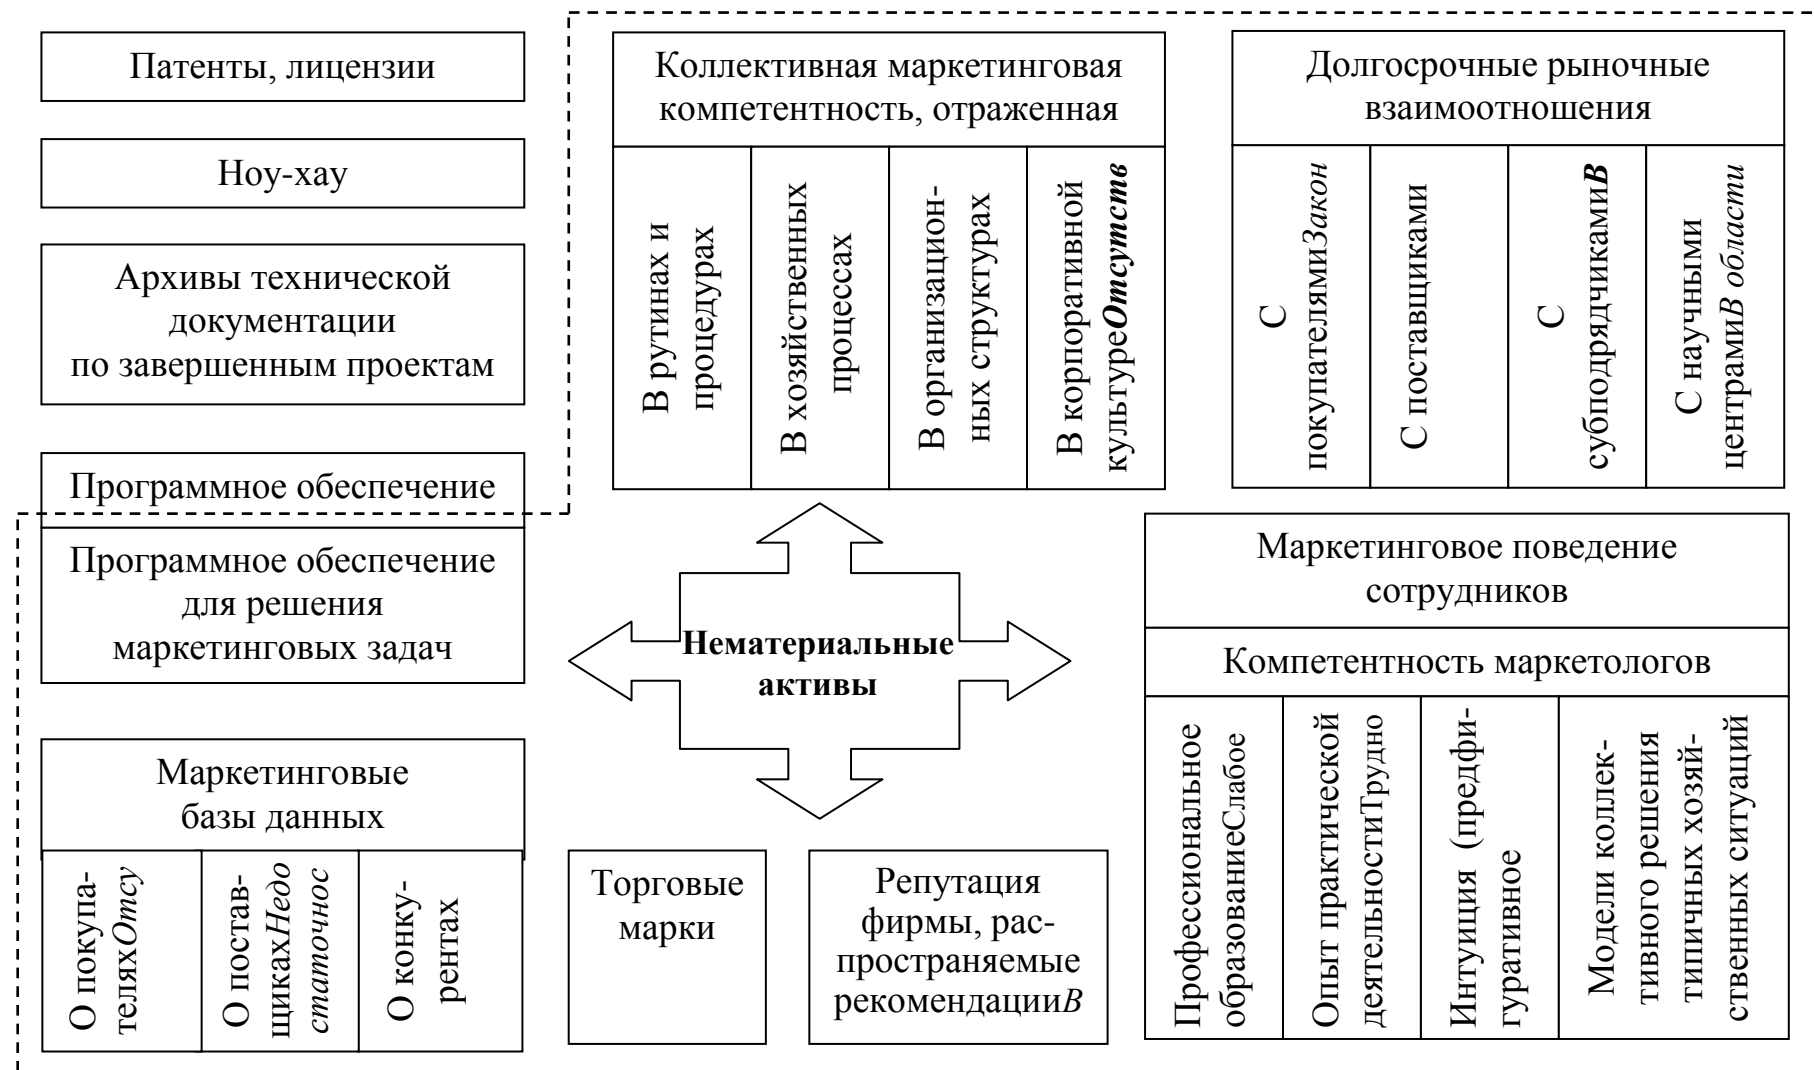 Патенты, лицензии
Ноу-хау
Архивы технической
документации
по завершенным проектам
Программное обеспечение
Программное обеспечение
для решения
маркетинговых задач
Маркетинговые
базы данных
О покупа-
теляхОтсу
О постав-
щикахНедо
статочнос
О конку-
рентах
Коллективная маркетинговая
компетентность, отраженная
В рутинах и
процедурах
В хозяйственных
процессах
В организацион-
ных структурах
В корпоративной
культуреОтсутств
Долгосрочные рыночные
взаимоотношения
С
покупателямиЗакон
С поставщиками
С
субподрядчикамиВ
С научными
центрамиВ области
Нематериальные
активы
Маркетинговое поведение
сотрудников
Компетентность маркетологов
Профессиональное
образованиеСлабое
Опыт практической
деятельностиТрудно
Интуиция (предфи-
гуративное
Модели коллек-
тивного решения
типичных хозяй-
ственных ситуаций
Торговые
марки
Репутация
фирмы, рас-
пространяемые
рекомендацииВ